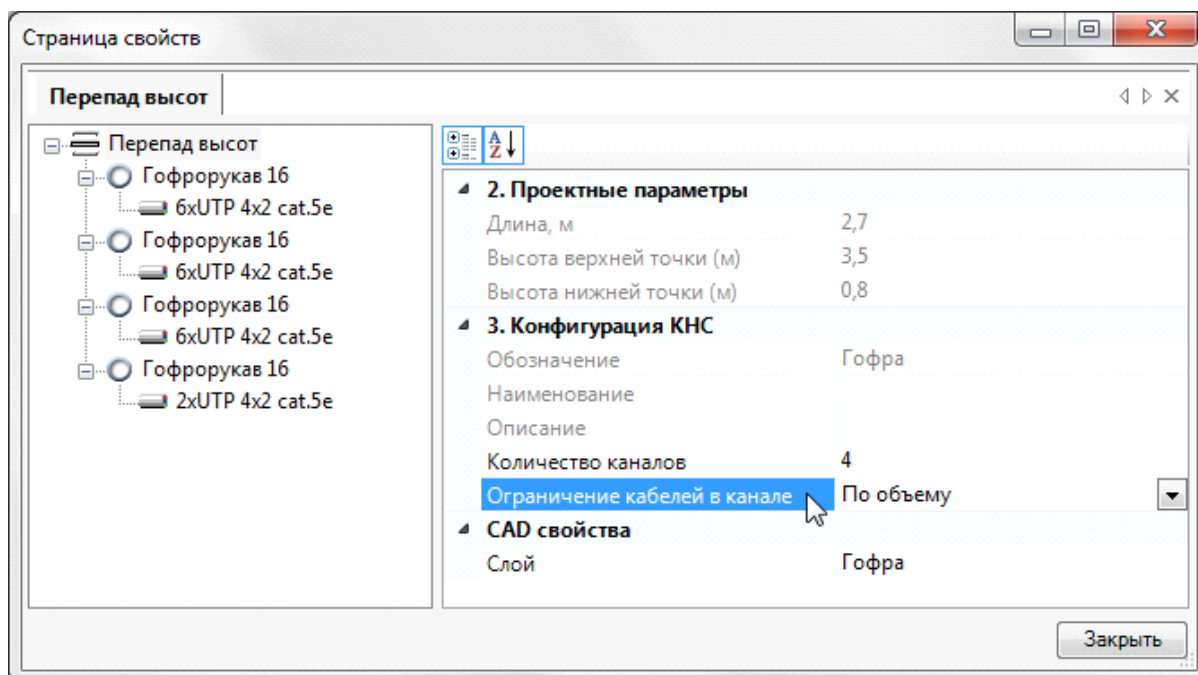 Страница свойств
Перепад высот
Перепад высот
Гофрорукав 16
6xUTP 4x2 cat.5e
Гофрорукав 16
6xUTP 4x2 cat.5e
Гофрорукав 16
6xUTP 4x2 cat.5e
Гофрорукав 16
2xUTP 4x2 cat.5e
A
Z
2. Проектные параметры
Длина, м 2,7
Высота верхней точки (м) 3,5
Высота нижней точки (м) 0,8
3. Конфигурация КНС
Обозначение Гофра
Наименование
Описание
Количество каналов 4
Ограничение кабелей в канале По объему
CAD свойства
Слой Гофра
Закрыть